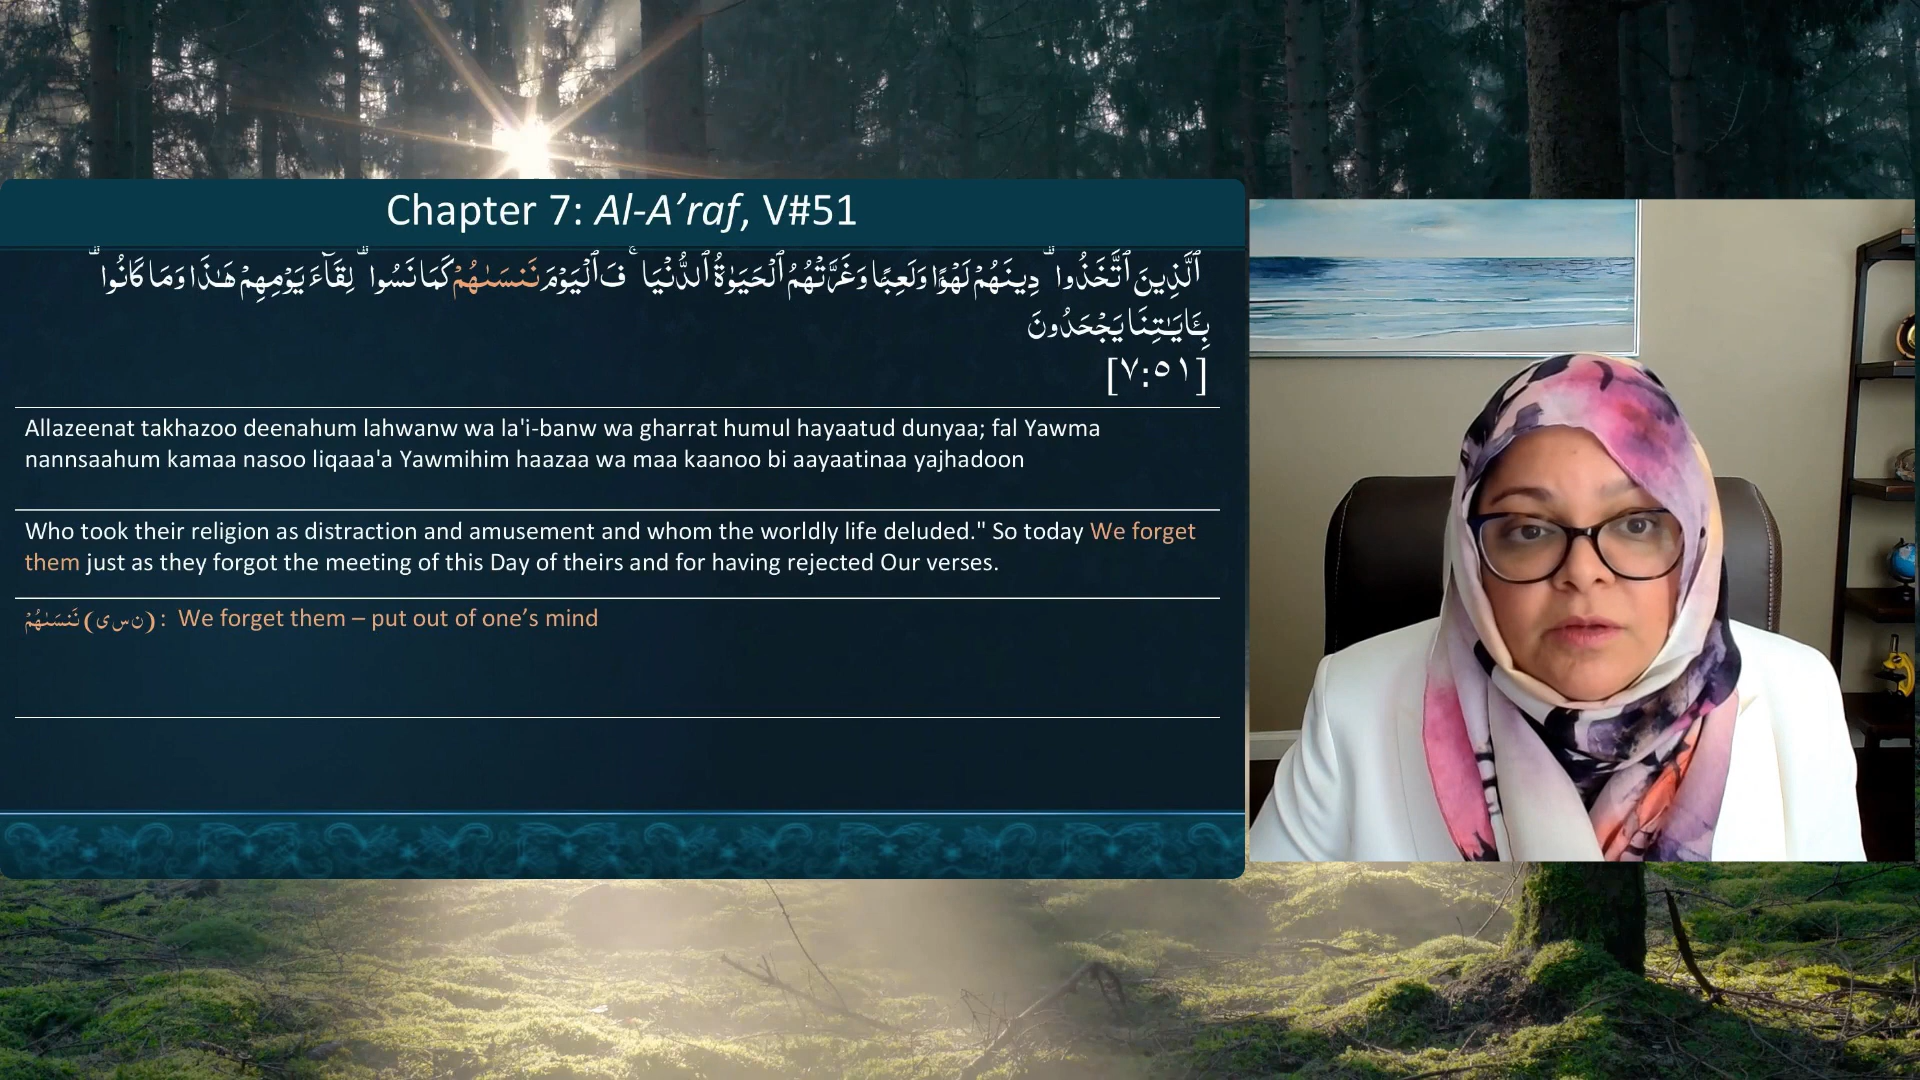 Chapter 7: Al-A’raf, V#51
ٱلَّذِينَ ٱتَّخَذُوا۟ دِينَهُمْ لَهْوًا وَلَعِبًا وَغَرَّتْهُمُ ٱلْحَيَوٰةُ ٱلدُّنْيَا ۚ فَٱلْيَوْمَ نَنسَىٰهُمْ كَمَا نَسُوا۟ لِقَآءَ يَوْمِهِمْ هَـٰذَا وَمَا كَانُوا۟
بِـَٔايَـٰتِنَا يَجْحَدُونَ
[٧:٥١]
Allazeenat takhazoo deenahum lahwanw wa la'i-banw wa gharrat humul hayaatud dunyaa; fal Yawma
nannsaahum kamaa nasoo liqaaa'a Yawmihim haazaa wa maa kaanoo bi aayaatinaa yajhadoon
Who took their religion as distraction and amusement and whom the worldly life deluded." So today We forget
them just as they forgot the meeting of this Day of theirs and for having rejected Our verses.
نَنسَىٰهُمْ (ن س ی) : We forget them – put out of one’s mind